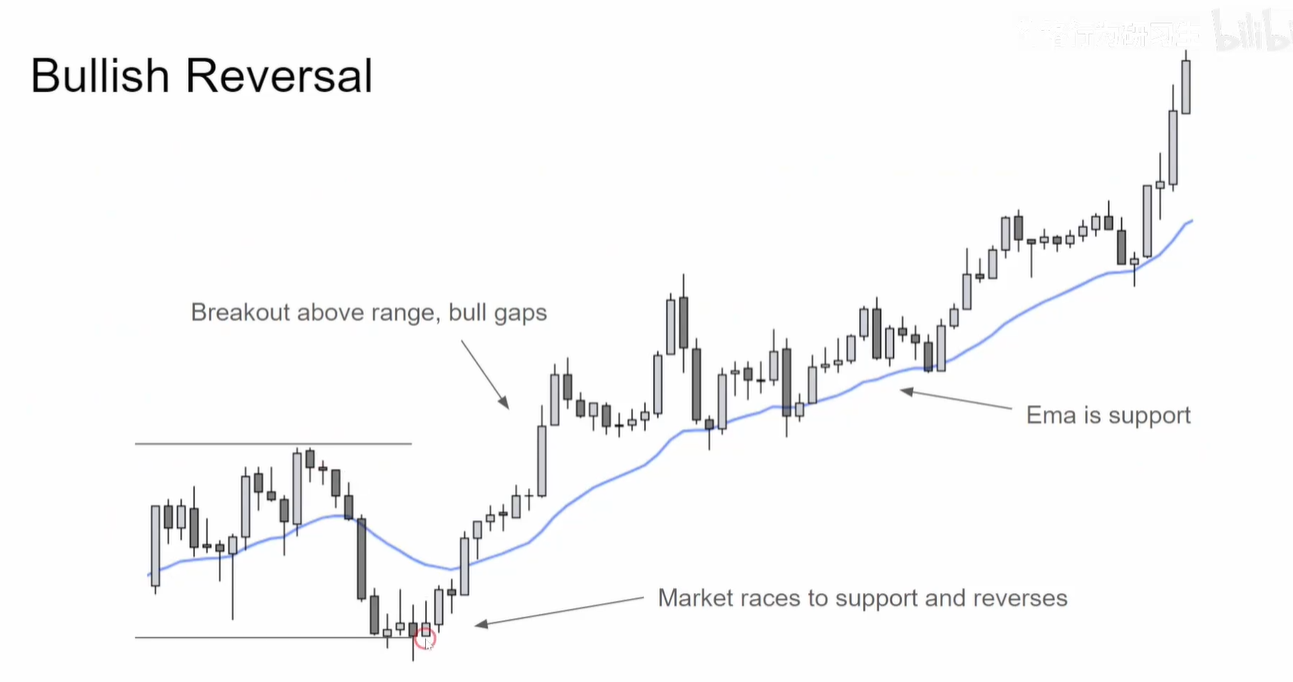 Bullish Reversal
Breakout above range, bull gaps
Ema is support
Market races to support and reverses